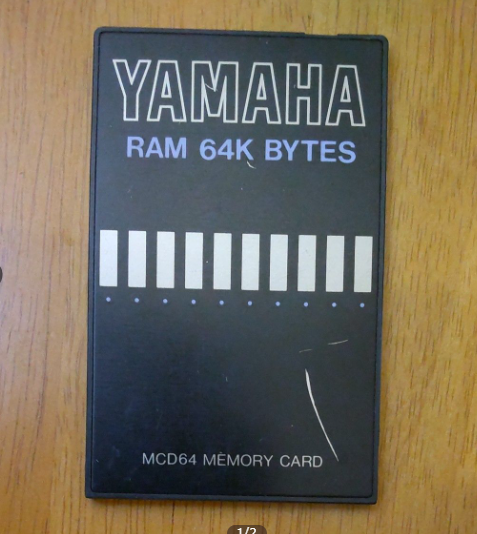 YAMAHA
RAM 64K BYTES
MCD64 MEMORY CARD
1/2